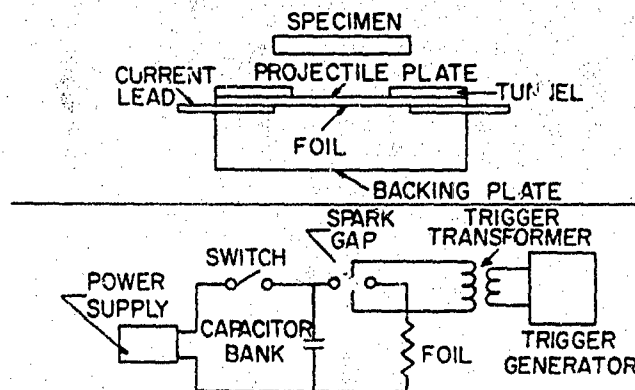 SPECIMEN
CURRENT
LEAD
PROJECTILE PLATE
TUNNEL
FOIL
BACKING PLATE
SPARK
GAP
TRIGGER
TRANSFORMER
SWITCH
POWER
SUPPLY
CAPACITOR
BANK
FOIL
TRIGGER
GENERATOR